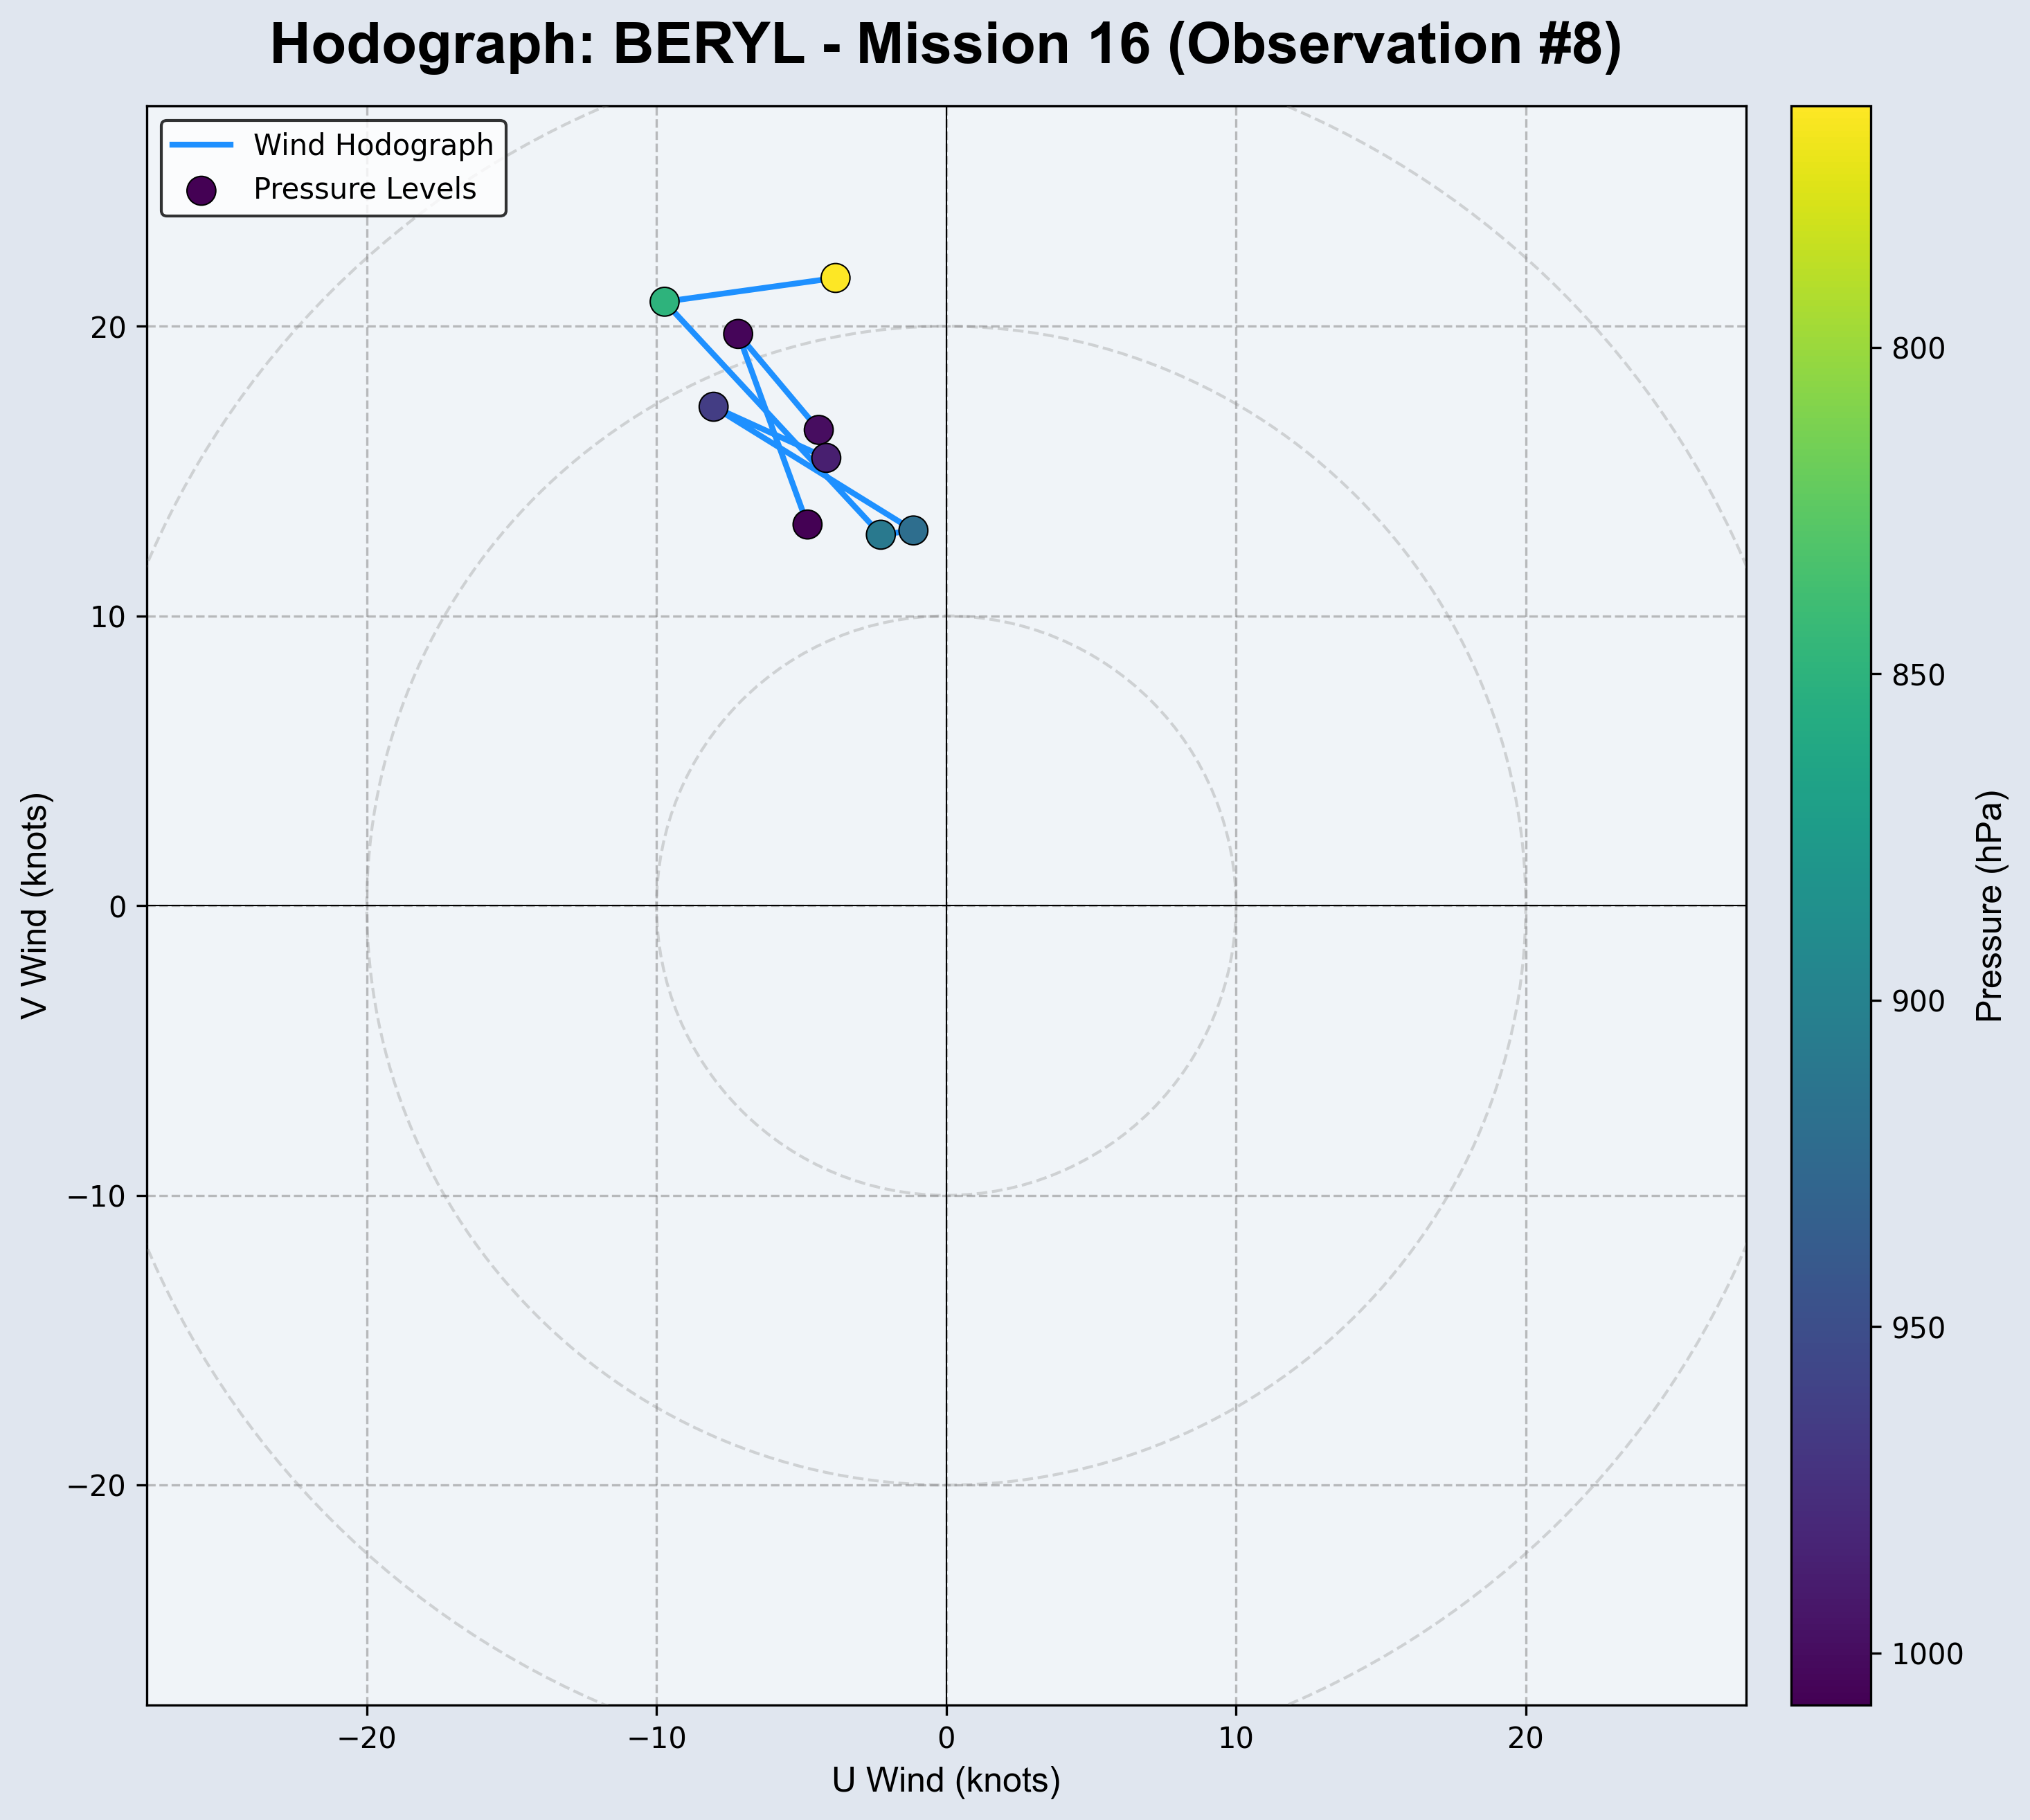 Hodograph: BERYL - Mission 16 (Observation #8)
Wind Hodograph
Pressure Levels
20
10
0
−10
−20
V Wind (knots)
−20
−10
0
10
20
U Wind (knots)
800
850
900
950
1000
Pressure (hPa)